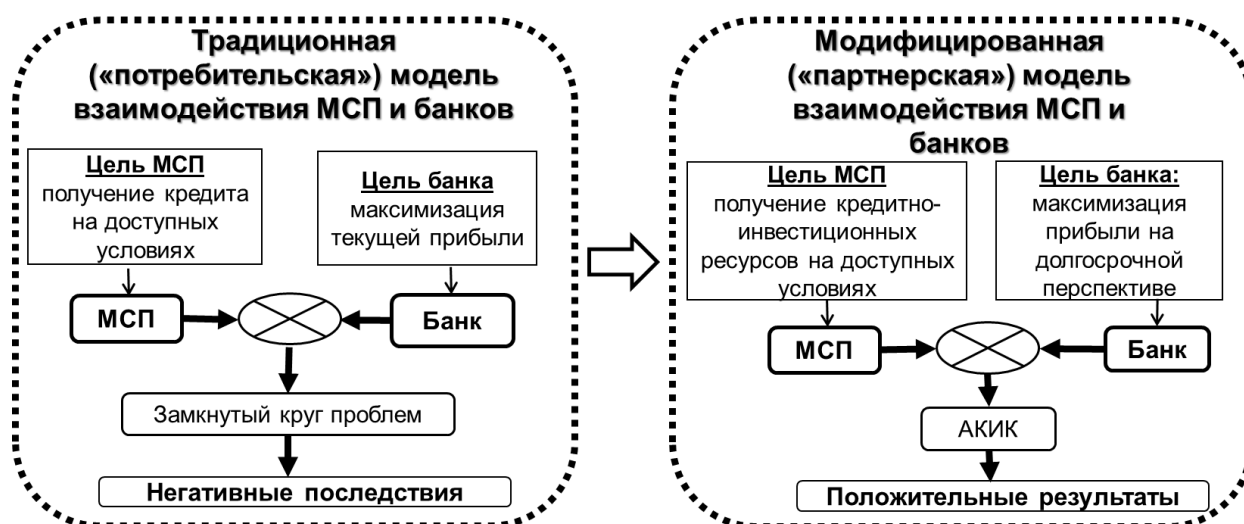 Традиционная
(«потребительская») модель
взаимодействия МСП и банков
Цель МСП
получение кредита
на доступных
условиях
Цель банка
максимизация
текущей прибыли
МСП
Банк
Замкнутый круг проблем
Негативные последствия
Модифицированная
(«партнерская») модель
взаимодействия МСП и
банков
Цель МСП
получение кредитно-
инвестиционных
ресурсов на доступных
условиях
Цель банка:
максимизация
прибыли на
долгосрочной
перспективе
МСП
Банк
АКИК
Положительные результаты